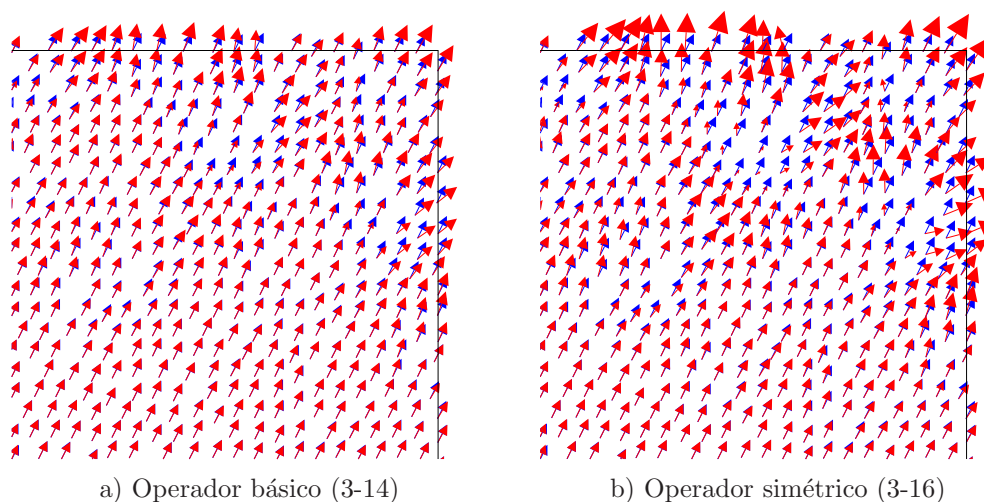 a) Operador básico (3-14)
b) Operador simétrico (3-16)